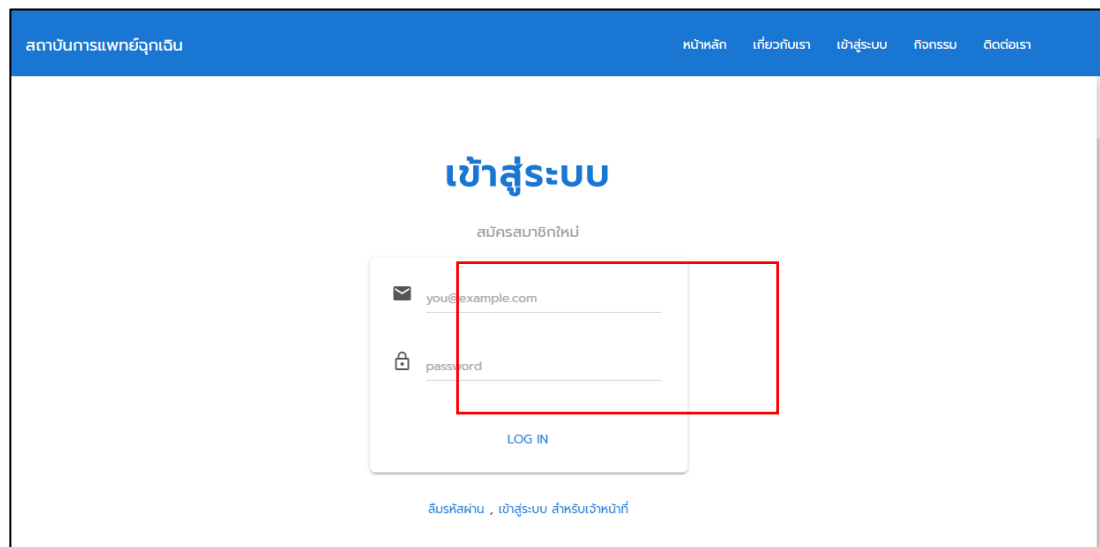 สถาบันการแพทย์ฉุกเฉิน
หน้าหลัก เกี่ยวกับเรา เข้าสู่ระบบ กิจกรรม ติดต่อเรา
เข้าสู่ระบบ
สมัครสมาชิกใหม่
you@example.com
password
LOG IN
ลืมรหัสผ่าน , เข้าสู่ระบบ สำหรับเจ้าหน้าที่